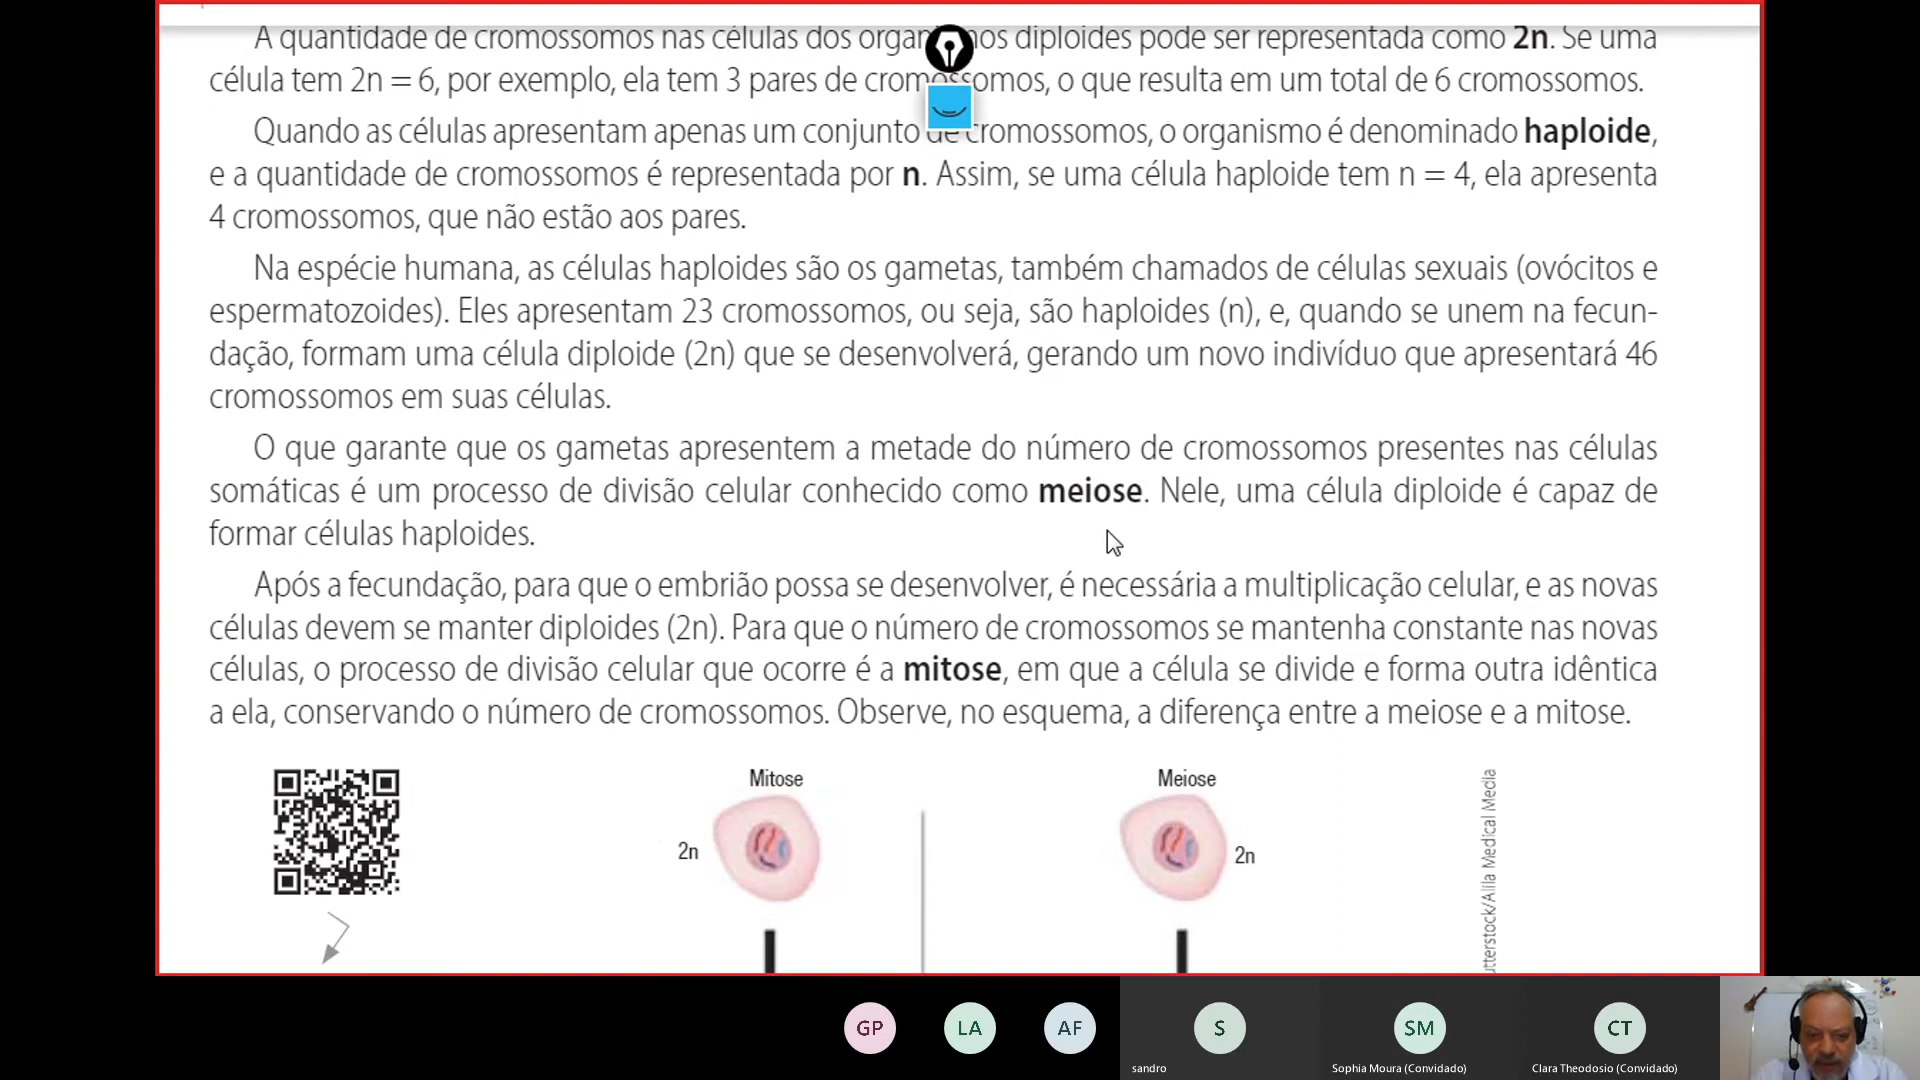 A quantidade de cromossomos nas células dos organ mos diploides pode ser representada como 2n. Se uma
célula tem 2n = 6, por exemplo, ela tem 3 pares de cromossomos, o que resulta em um total de 6 cromossomos.
Quando as células apresentam apenas um conjunto de cromossomos, o organismo é denominado haploide,
e a quantidade de cromossomos é representada por n. Assim, se uma célula haploide tem n = 4, ela apresenta
4 cromossomos, que não estão aos pares.
Na espécie humana, as células haploides são os gametas, também chamados de células sexuais (ovócitos e
espermatozoides). Eles apresentam 23 cromossomos, ou seja, são haploides (n), e, quando se unem na fecun-
dação, formam uma célula diploide (2n) que se desenvolverá, gerando um novo indivíduo que apresentará 46
cromossomos em suas células.
O que garante que os gametas apresentem a metade do número de cromossomos presentes nas células
somáticas é um processo de divisão celular conhecido como meiose. Nele, uma célula diploide é capaz de
formar células haploides.
Após a fecundação, para que o embrião possa se desenvolver, é necessária a multiplicação celular, e as novas
células devem se manter diploides (2n). Para que o número de cromossomos se mantenha constante nas novas
células, o processo de divisão celular que ocorre é a mitose, em que a célula se divide e forma outra idêntica
a ela, conservando o número de cromossomos. Observe, no esquema, a diferença entre a meiose e a mitose.
Mitose
Meiose
2n
2n
utterstock/Alila Medical Media
GP
LA
AF
S
SM
CT
sandro
Sophia Moura (Convidado)
Clara Theodosio (Convidado)